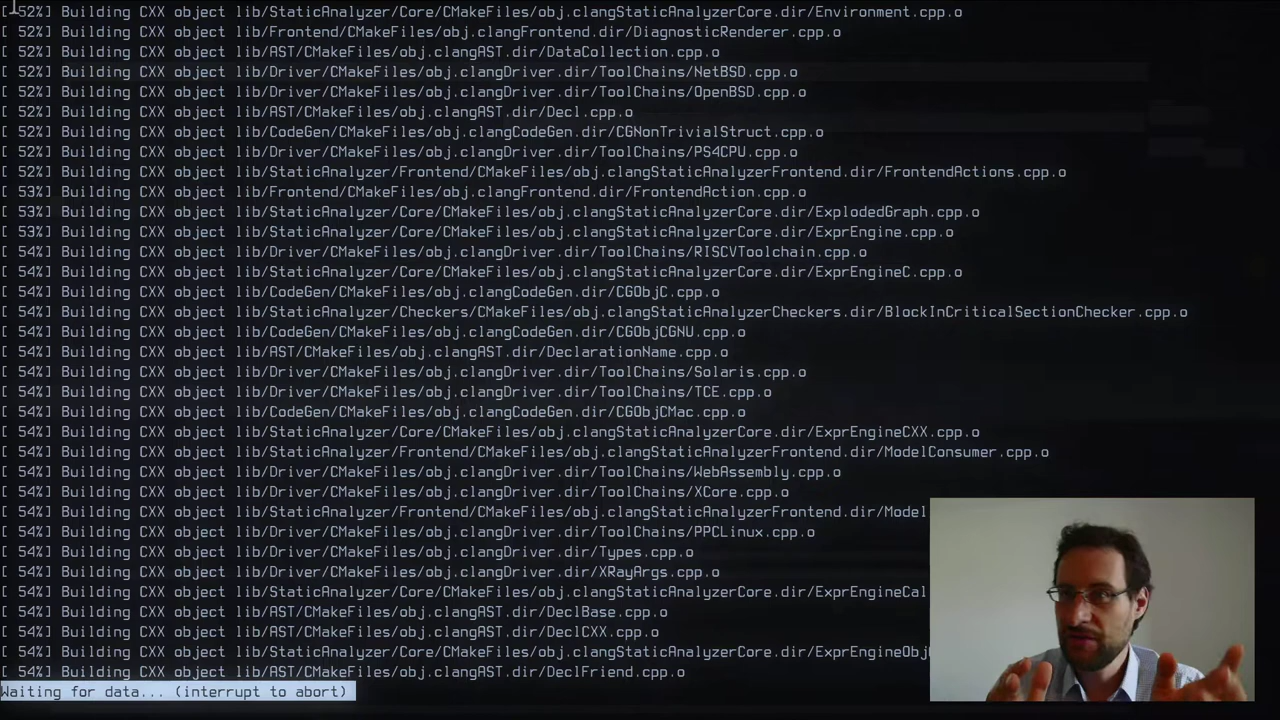 [ 52%] Building CXX object lib/StaticAnalyzer/Core/CMakeFiles/obj.clangStaticAnalyzerCore.dir/Environment.cpp.o
[ 52%] Building CXX object lib/Frontend/CMakeFiles/obj.clangFrontend.dir/DiagnosticRenderer.cpp.o
[ 52%] Building CXX object lib/AST/CMakeFiles/obj.clangAST.dir/DataCollection.cpp.o
[ 52%] Building CXX object lib/Driver/CMakeFiles/obj.clangDriver.dir/ToolChains/NetBSD.cpp.o
[ 52%] Building CXX object lib/Driver/CMakeFiles/obj.clangDriver.dir/ToolChains/OpenBSD.cpp.o
[ 52%] Building CXX object lib/AST/CMakeFiles/obj.clangAST.dir/Decl.cpp.o
[ 52%] Building CXX object lib/CodeGen/CMakeFiles/obj.clangCodeGen.dir/CGNonTrivialStruct.cpp.o
[ 52%] Building CXX object lib/Driver/CMakeFiles/obj.clangDriver.dir/ToolChains/PS4CPU.cpp.o
[ 52%] Building CXX object lib/StaticAnalyzer/Frontend/CMakeFiles/obj.clangStaticAnalyzerFrontend.dir/FrontendActions.cpp.o
[ 53%] Building CXX object lib/Frontend/CMakeFiles/obj.clangFrontend.dir/FrontendAction.cpp.o
[ 53%] Building CXX object lib/StaticAnalyzer/Core/CMakeFiles/obj.clangStaticAnalyzerCore.dir/ExplodedGraph.cpp.o
[ 53%] Building CXX object lib/StaticAnalyzer/Core/CMakeFiles/obj.clangStaticAnalyzerCore.dir/ExprEngine.cpp.o
[ 54%] Building CXX object lib/Driver/CMakeFiles/obj.clangDriver.dir/ToolChains/RISCVToolchain.cpp.o
[ 54%] Building CXX object lib/StaticAnalyzer/Core/CMakeFiles/obj.clangStaticAnalyzerCore.dir/ExprEngineC.cpp.o
[ 54%] Building CXX object lib/CodeGen/CMakeFiles/obj.clangCodeGen.dir/CGObjC.cpp.o
[ 54%] Building CXX object lib/StaticAnalyzer/Checkers/CMakeFiles/obj.clangStaticAnalyzerCheckers.dir/BlockInCriticalSectionChecker.cpp.o
[ 54%] Building CXX object lib/CodeGen/CMakeFiles/obj.clangCodeGen.dir/CGObjCGNU.cpp.o
[ 54%] Building CXX object lib/AST/CMakeFiles/obj.clangAST.dir/DeclarationName.cpp.o
[ 54%] Building CXX object lib/Driver/CMakeFiles/obj.clangDriver.dir/ToolChains/Solaris.cpp.o
[ 54%] Building CXX object lib/Driver/CMakeFiles/obj.clangDriver.dir/ToolChains/TCE.cpp.o
[ 54%] Building CXX object lib/CodeGen/CMakeFiles/obj.clangCodeGen.dir/CGObjCMac.cpp.o
[ 54%] Building CXX object lib/StaticAnalyzer/Core/CMakeFiles/obj.clangStaticAnalyzerCore.dir/ExprEngineCXX.cpp.o
[ 54%] Building CXX object lib/StaticAnalyzer/Frontend/CMakeFiles/obj.clangStaticAnalyzerFrontend.dir/ModelConsumer.cpp.o
[ 54%] Building CXX object lib/Driver/CMakeFiles/obj.clangDriver.dir/ToolChains/WebAssembly.cpp.o
[ 54%] Building CXX object lib/Driver/CMakeFiles/obj.clangDriver.dir/ToolChains/XCore.cpp.o
[ 54%] Building CXX object lib/StaticAnalyzer/Frontend/CMakeFiles/obj.clangStaticAnalyzerFrontend.dir/Model
[ 54%] Building CXX object lib/Driver/CMakeFiles/obj.clangDriver.dir/ToolChains/PPCLinux.cpp.o
[ 54%] Building CXX object lib/Driver/CMakeFiles/obj.clangDriver.dir/Types.cpp.o
[ 54%] Building CXX object lib/Driver/CMakeFiles/obj.clangDriver.dir/XRayArgs.cpp.o
[ 54%] Building CXX object lib/StaticAnalyzer/Core/CMakeFiles/obj.clangStaticAnalyzerCore.dir/ExprEngineCal
[ 54%] Building CXX object lib/AST/CMakeFiles/obj.clangAST.dir/DeclBase.cpp.o
[ 54%] Building CXX object lib/AST/CMakeFiles/obj.clangAST.dir/DeclCXX.cpp.o
[ 54%] Building CXX object lib/StaticAnalyzer/Core/CMakeFiles/obj.clangStaticAnalyzerCore.dir/ExprEngineObj
[ 54%] Building CXX object lib/AST/CMakeFiles/obj.clangAST.dir/DeclFriend.cpp.o
Waiting for data... (interrupt to abort)